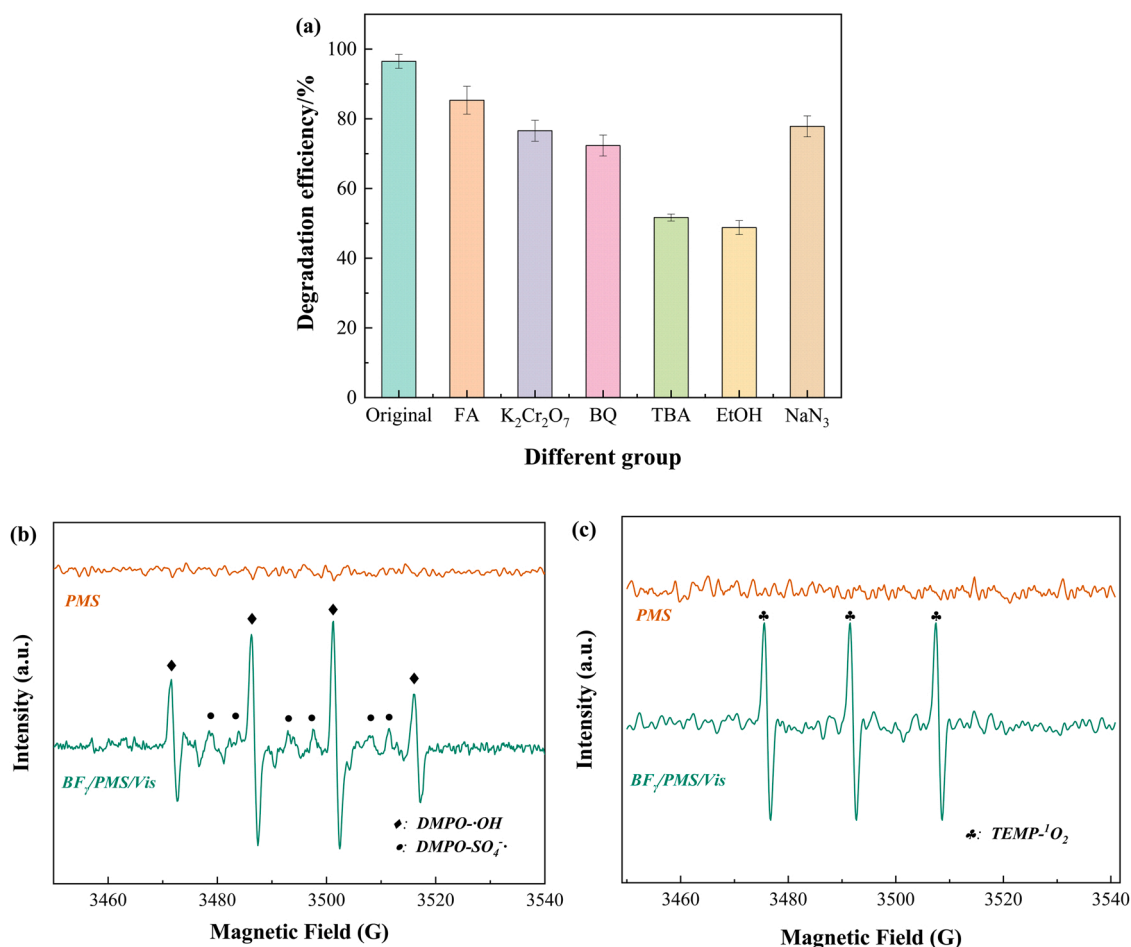 (a)
Degradation efficiency/%
100
80
60
40
20
0
Original FA K₂Cr₂O₇ BQ TBA EtOH NaN₃
Different group
(b)
Intensity (a.u.)
PMS
BF₇/PMS/Vis
♦: DMPO-·OH
●: DMPO-SO₄⁻·
3460 3480 3500 3520 3540
Magnetic Field (G)
(c)
Intensity (a.u.)
PMS
BF₇/PMS/Vis
♣: TEMP-¹O₂
3460 3480 3500 3520 3540
Magnetic Field (G)